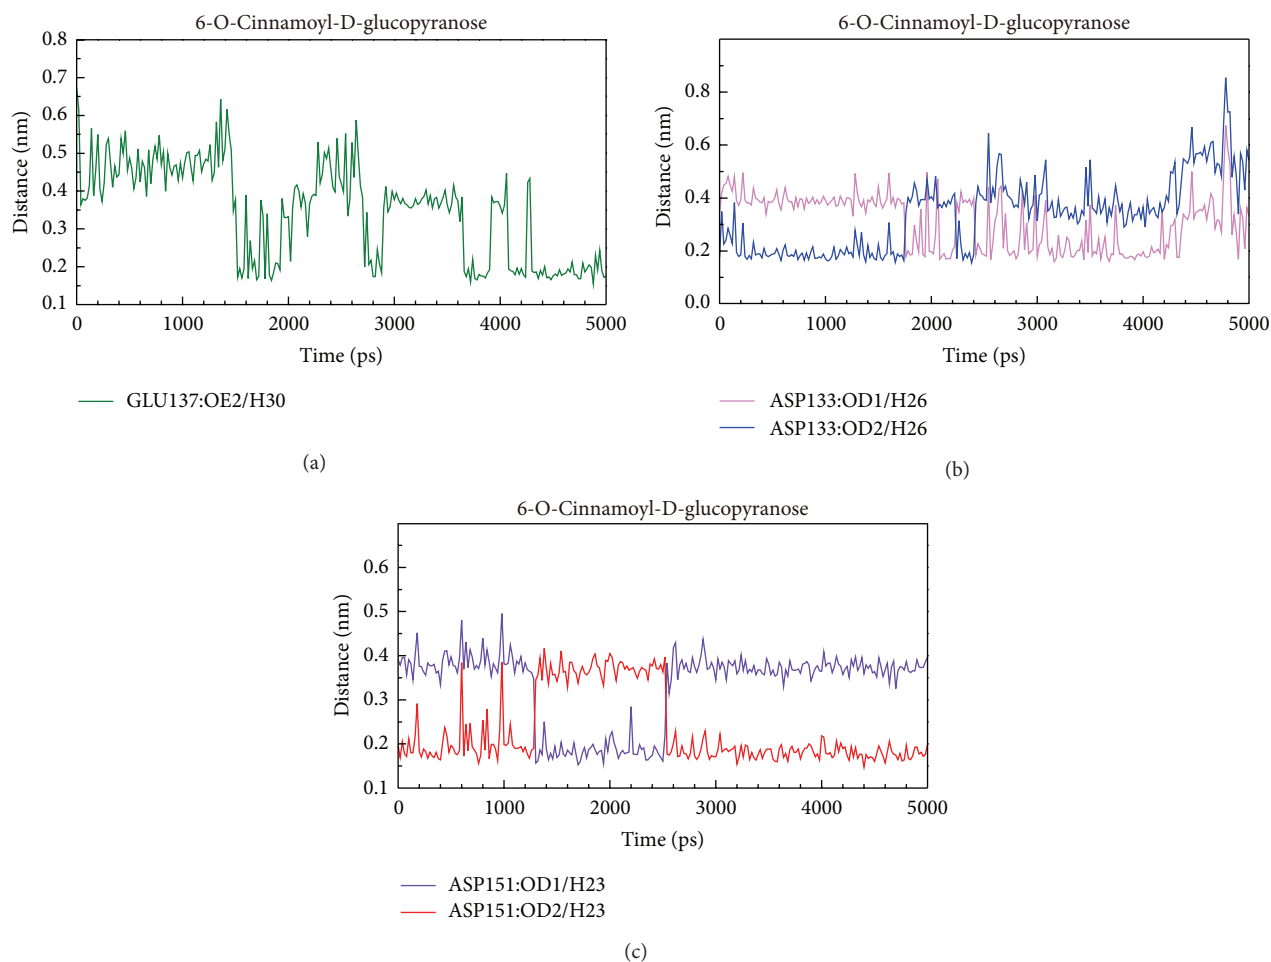 6-O-Cinnamoyl-D-glucopyranose
0.8
0.7
0.6
0.5
0.4
0.3
0.2
0.1
Distance (nm)
0 1000 2000 3000 4000 5000
Time (ps)
GLU137:OE2/H30
(a)
6-O-Cinnamoyl-D-glucopyranose
0.8
0.6
0.4
0.2
0.0
Distance (nm)
0 1000 2000 3000 4000 5000
Time (ps)
ASP133:OD1/H26
ASP133:OD2/H26
(b)
6-O-Cinnamoyl-D-glucopyranose
0.6
0.5
0.4
0.3
0.2
0.1
Distance (nm)
0 1000 2000 3000 4000 5000
Time (ps)
ASP151:OD1/H23
ASP151:OD2/H23
(c)